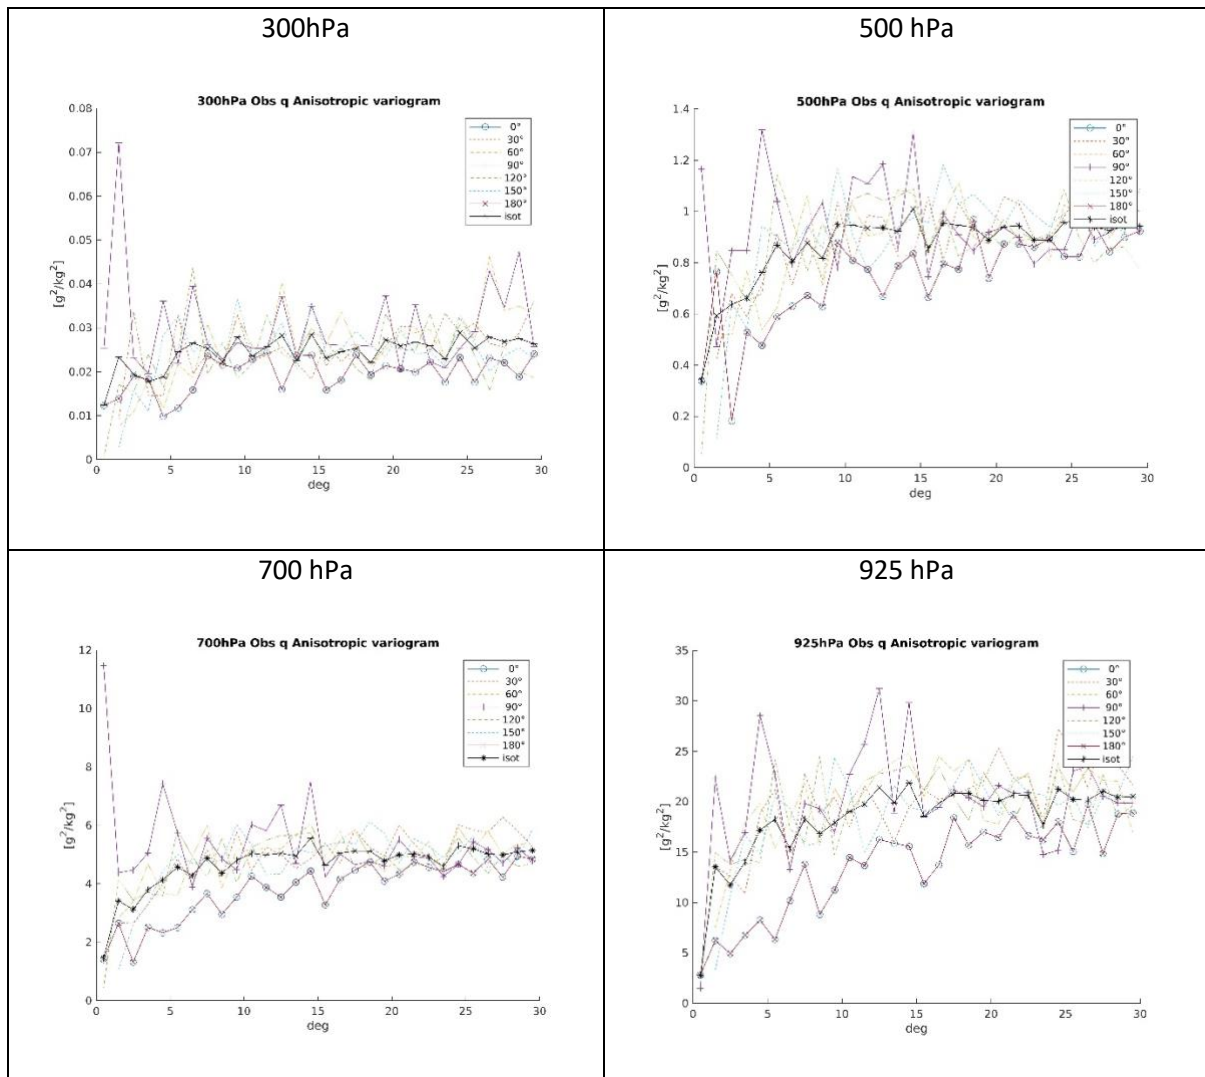 300hPa
500 hPa
300hPa Obs q Anisotropic variogram
0.08
0.07
0.06
0.05
0.04
0.03
0.02
0.01
0
[g²/kg²]
0 5 10 15 20 25 30
deg
0°
30°
60°
90°
120°
150°
180°
isot
500hPa Obs q Anisotropic variogram
1.4
1.2
1
0.8
0.6
0.4
0.2
0
[g²/kg²]
0 5 10 15 20 25 30
deg
0°
30°
60°
90°
120°
150°
180°
isot
700 hPa
925 hPa
700hPa Obs q Anisotropic variogram
12
10
8
6
4
2
0
[g²/kg²]
0 5 10 15 20 25 30
deg
0°
30°
60°
90°
120°
150°
180°
isot
925hPa Obs q Anisotropic variogram
35
30
25
20
15
10
5
0
[g²/kg²]
0 5 10 15 20 25 30
deg
0°
30°
60°
90°
120°
150°
180°
isot